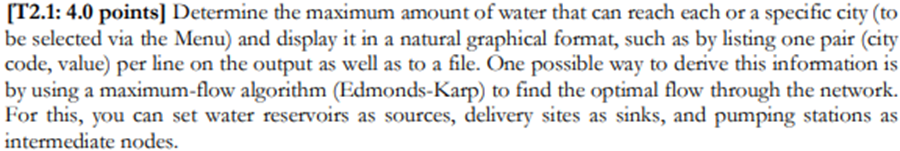 [T2.1: 4.0 points] Determine the maximum amount of water that can reach each or a specific city (to
be selected via the Menu) and display it in a natural graphical format, such as by listing one pair (city
code, value) per line on the output as well as to a file. One possible way to derive this information is
by using a maximum-flow algorithm (Edmonds-Karp) to find the optimal flow through the network.
For this, you can set water reservoirs as sources, delivery sites as sinks, and pumping stations as
intermediate nodes.